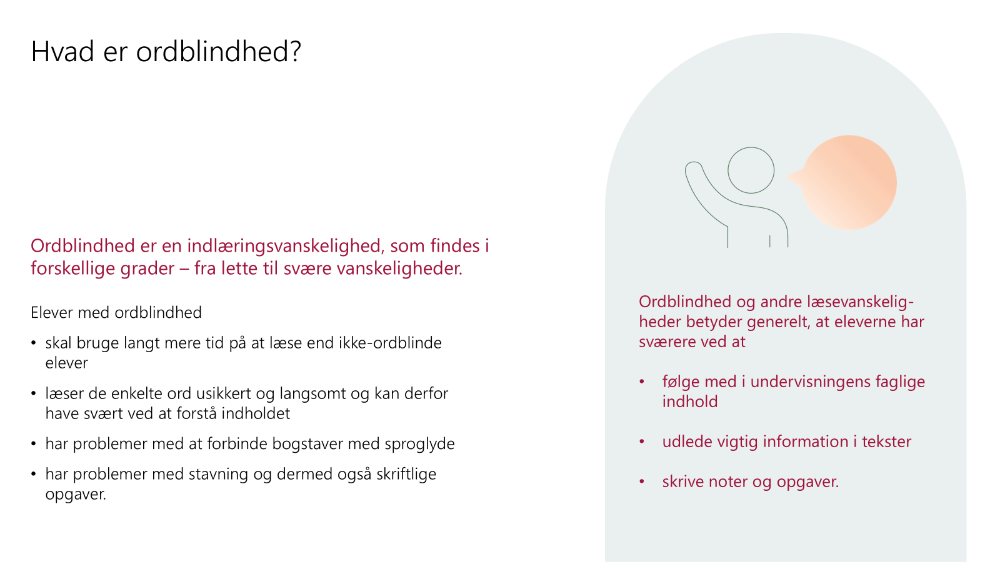 Hvad er ordblindhed?
Ordblindhed er en indlæringsvanskelighed, som findes i
forskellige grader – fra lette til svære vanskeligheder.
Elever med ordblindhed
• skal bruge langt mere tid på at læse end ikke-ordblinde
elever
• læser de enkelte ord usikkert og langsomt og kan derfor
have svært ved at forstå indholdet
• har problemer med at forbinde bogstaver med sproglyde
• har problemer med stavning og dermed også skriftlige
opgaver.
Ordblindhed og andre læsevanskelig-
heder betyder generelt, at eleverne har
sværere ved at
• følge med i undervisningens faglige
indhold
• udlede vigtig information i tekster
• skrive noter og opgaver.